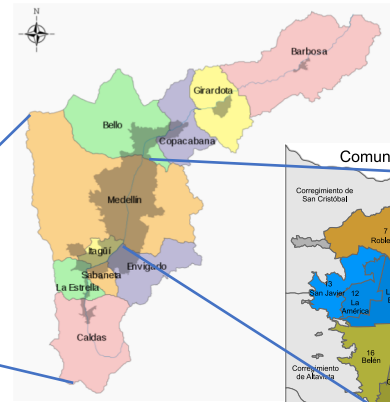 N
Barbosa
Girardota
Bello
Copacabana
Medellín
Itagüí
Envigado
Sabaneta
La Estrella
Caldas
Comun
Corregimiento de
San Cristóbal
7
Roble
13
San Javier
12
La
América
16
Belén
Corregimiento
de Altavista